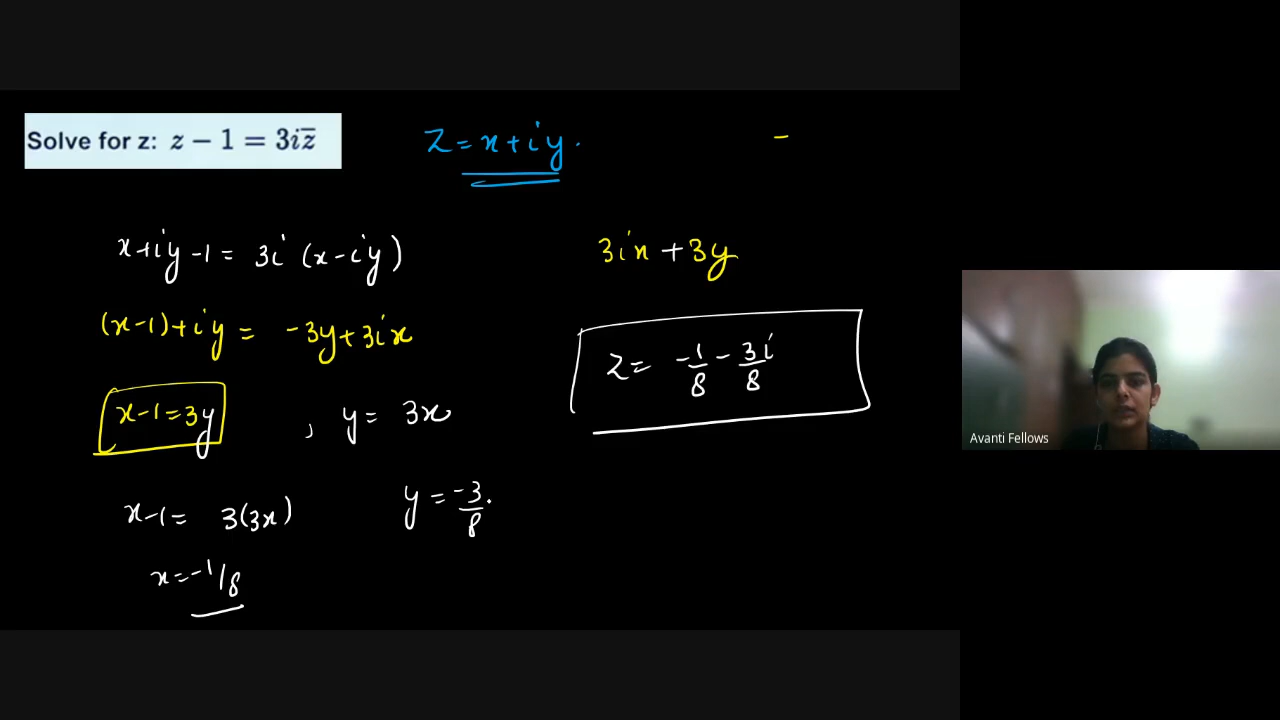 Solve for z: z − 1 = 3iz̅
z = x + iy.
-
x + iy - 1 = 3i (x - iy)
3ix + 3y
(x-1) + iy = -3y + 3ix
z = -1/8 - 3i/8
x - 1 = 3y , y = 3x
x - 1 = 3(3x)
y = -3/8.
x = -1/8
Avanti Fellows